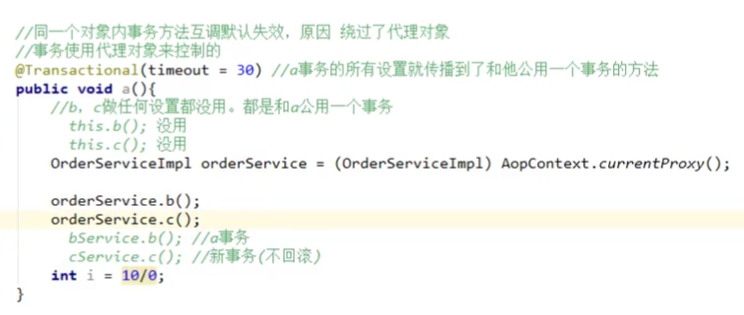 //同一个对象内事务方法互调默认失效，原因 绕过了代理对象
//事务使用代理对象来控制的
@Transactional(timeout = 30) //a事务的所有设置就传播到了和他公用一个事务的方法
public void a(){
//b，c做任何设置都没用。都是和a公用一个事务
this.b(); 没用
this.c(); 没用
OrderServiceImpl orderService = (OrderServiceImpl) AopContext.currentProxy();
orderService.b();
orderService.c();
bService.b(); //a事务
cService.c(); //新事务(不回滚)
int i = 10/0;
}